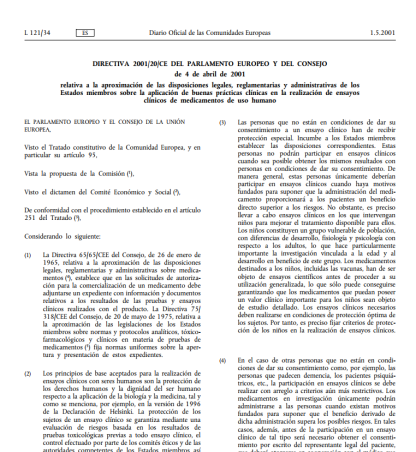 L 121/34
ES
Diario Oficial de las Comunidades Europeas
1.5.2001
DIRECTIVA 2001/20/CE DEL PARLAMENTO EUROPEO Y DEL CONSEJO
de 4 de abril de 2001
relativa a la aproximación de las disposiciones legales, reglamentarias y administrativas de los
Estados miembros sobre la aplicación de buenas prácticas clínicas en la realización de ensayos
clínicos de medicamentos de uso humano
EL PARLAMENTO EUROPEO Y EL CONSEJO DE LA UNIÓN
EUROPEA,
Visto el Tratado constitutivo de la Comunidad Europea, y en
particular su artículo 95,
Vista la propuesta de la Comisión (1),
Visto el dictamen del Comité Económico y Social (2),
De conformidad con el procedimiento establecido en el artículo
251 del Tratado (3),
Considerando lo siguiente:
(1) La Directiva 65/65/CEE del Consejo, de 26 de enero de
1965, relativa a la aproximación de las disposiciones
legales, reglamentarias y administrativas sobre medica-
mentos (4), establece que en las solicitudes de autoriza-
ción para la comercialización de un medicamento debe
adjuntarse un expediente con información y documentos
relativos a los resultados de las pruebas y ensayos
clínicos realizados con el producto. La Directiva 75/
318/CEE del Consejo, de 20 de mayo de 1975, relativa a
la aproximación de las legislaciones de los Estados
miembros sobre normas y protocolos analíticos, tóxico-
farmacológicos y clínicos en materia de pruebas de
medicamentos (5) fija normas uniformes sobre la aper-
tura y presentación de estos expedientes.
(2) Los principios de base aceptados para la realización de
ensayos clínicos con seres humanos son la protección de
los derechos humanos y la dignidad del ser humano
respecto a la aplicación de la biología y la medicina, tal y
como se menciona, por ejemplo, en la versión de 1996
de la Declaración de Helsinki. La protección de los
sujetos de un ensayo clínico se garantiza mediante una
evaluación de riesgos basada en los resultados de
pruebas toxicológicas previas a todo ensayo clínico, el
control efectuado por parte de los comités éticos y de las
autoridades competentes de los Estados miembros así
(3) Las personas que no están en condiciones de dar su
consentimiento a un ensayo clínico han de recibir
protección especial. Incumbe a los Estados miembros
establecer las disposiciones correspondientes. Estas
personas no podrán participar en ensayos clínicos
cuando sea posible obtener los mismos resultados con
personas en condiciones de dar su consentimiento. De
manera general, estas personas únicamente deberían
participar en ensayos clínicos cuando haya motivos
fundados para suponer que la administración del medi-
camento proporcionará a los pacientes un beneficio
directo superior a los riesgos. No obstante, es preciso
llevar a cabo ensayos clínicos en los que intervengan
niños para mejorar el tratamiento disponible para ellos.
Los niños constituyen un grupo vulnerable de población,
con diferencias de desarrollo, fisiología y psicología con
respecto a los adultos, lo que hace particularmente
importante la investigación vinculada a la edad y al
desarrollo en beneficio de este grupo. Los medicamentos
destinados a los niños, incluidas las vacunas, han de ser
objeto de ensayos científicos antes de proceder a su
utilización generalizada, lo que sólo puede conseguirse
garantizando que los medicamentos que puedan poseer
un valor clínico importante para los niños sean objeto
de estudio detallado. Los ensayos clínicos necesarios
deben realizarse en condiciones de protección óptima de
los sujetos. Por tanto, es preciso fijar criterios de protec-
ción de los niños en la realización de ensayos clínicos.
(4) En el caso de otras personas que no están en condi-
ciones de dar su consentimiento como, por ejemplo, las
personas que padecen demencia, los pacientes psiquiá-
tricos, etc., la participación en ensayos clínicos se debe
realizar con arreglo a criterios aún más restrictivos. Los
medicamentos en investigación únicamente podrán
administrarse a las personas cuando existan motivos
fundados para suponer que el beneficio derivado de
dicha administración supera los posibles riesgos. En tales
casos, además, antes de la participación en un ensayo
clínico de tal tipo será necesario obtener el consenti-
miento por escrito del representante legal del paciente,